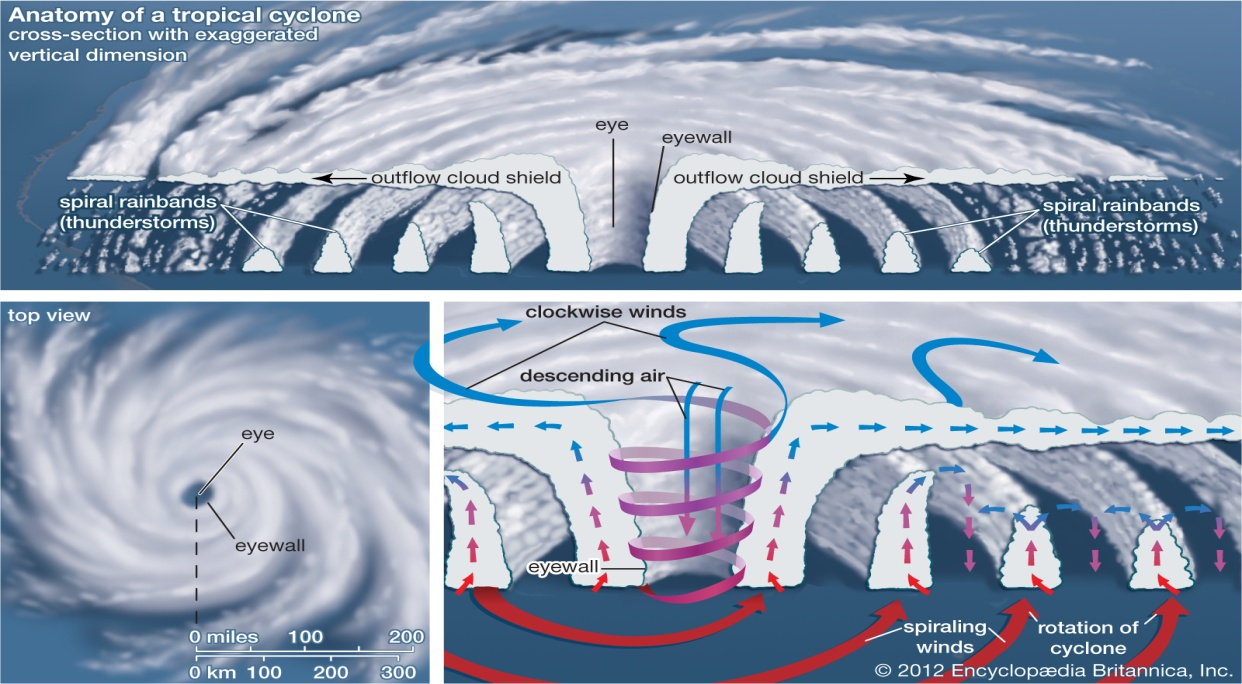 Anatomy of a tropical cyclone
cross-section with exaggerated
vertical dimension
eye
eyewall
outflow cloud shield
outflow cloud shield
spiral rainbands
(thunderstorms)
spiral rainbands
(thunderstorms)
top view
eye
eyewall
0 miles 100 200
0 km 100 200 300
clockwise winds
descending air
eyewall
spiraling
winds
rotation of
cyclone
© 2012 Encyclopædia Britannica, Inc.